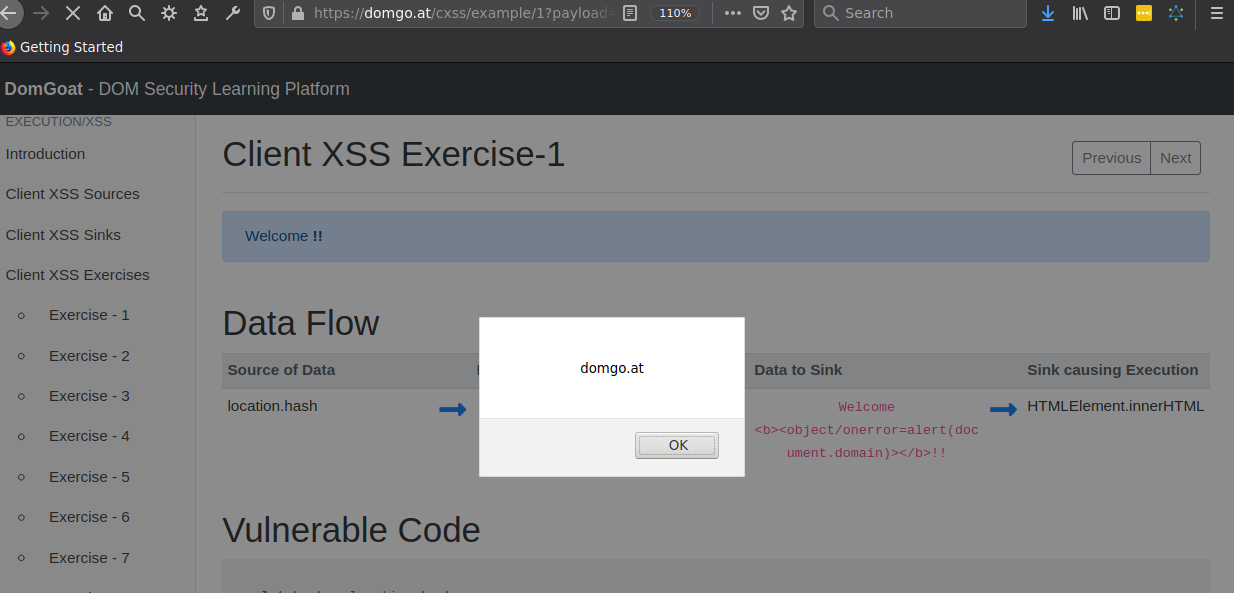 https://domgo.at/cxss/example/1?payload=
110%
Search
Getting Started
DomGoat - DOM Security Learning Platform
EXECUTION/XSS
Introduction
Client XSS Sources
Client XSS Sinks
Client XSS Exercises
Exercise - 1
Exercise - 2
Exercise - 3
Exercise - 4
Exercise - 5
Exercise - 6
Exercise - 7
Client XSS Exercise-1
Previous
Next
Welcome !!
Data Flow
Source of Data
Data to Sink
Sink causing Execution
location.hash
Welcome
<b><object/onerror=alert(doc
ument.domain)></b>!!
HTMLElement.innerHTML
domgo.at
OK
Vulnerable Code